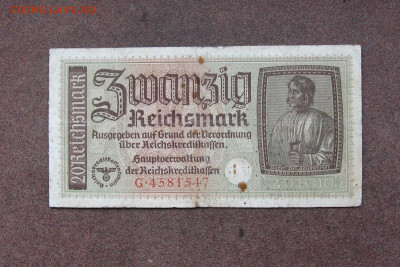 Zwanzig
Reichsmark
Ausgegeben auf Grund der Verordnung
über Reichskreditkassen.
Hauptverwaltung
der Reichskreditkassen
G·4581547
20 Reichsmark